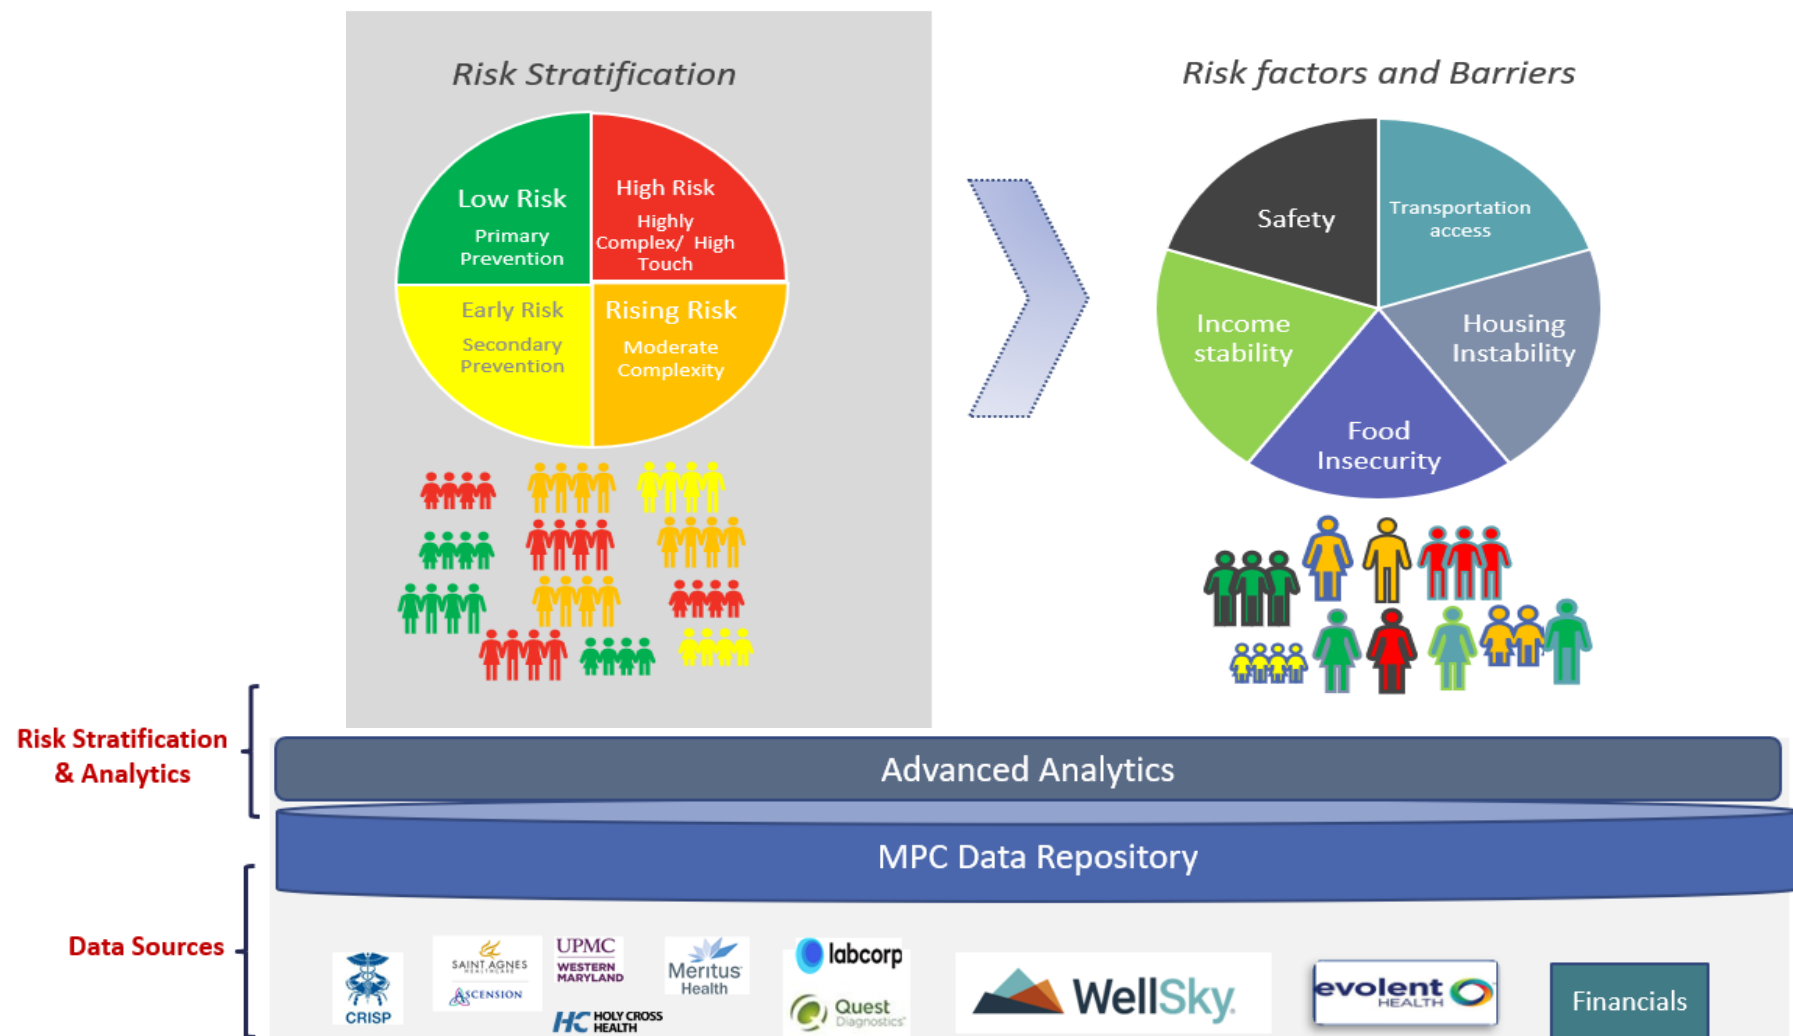 Risk Stratification
Risk factors and Barriers
Low Risk
Primary
Prevention
High Risk
Highly
Complex/ High
Touch
Early Risk
Secondary
Prevention
Rising Risk
Moderate
Complexity
Safety
Transportation
access
Income
stability
Housing
Instability
Food
Insecurity
Risk Stratification
& Analytics
Advanced Analytics
MPC Data Repository
Data Sources
CRISP
SAINT AGNES
HEALTHCARE
ASCENSION
UPMC
WESTERN
MARYLAND
HC HOLY CROSS
HEALTH
Meritus
Health
labcorp
Quest
Diagnostics
WellSky
evolent
HEALTH
Financials